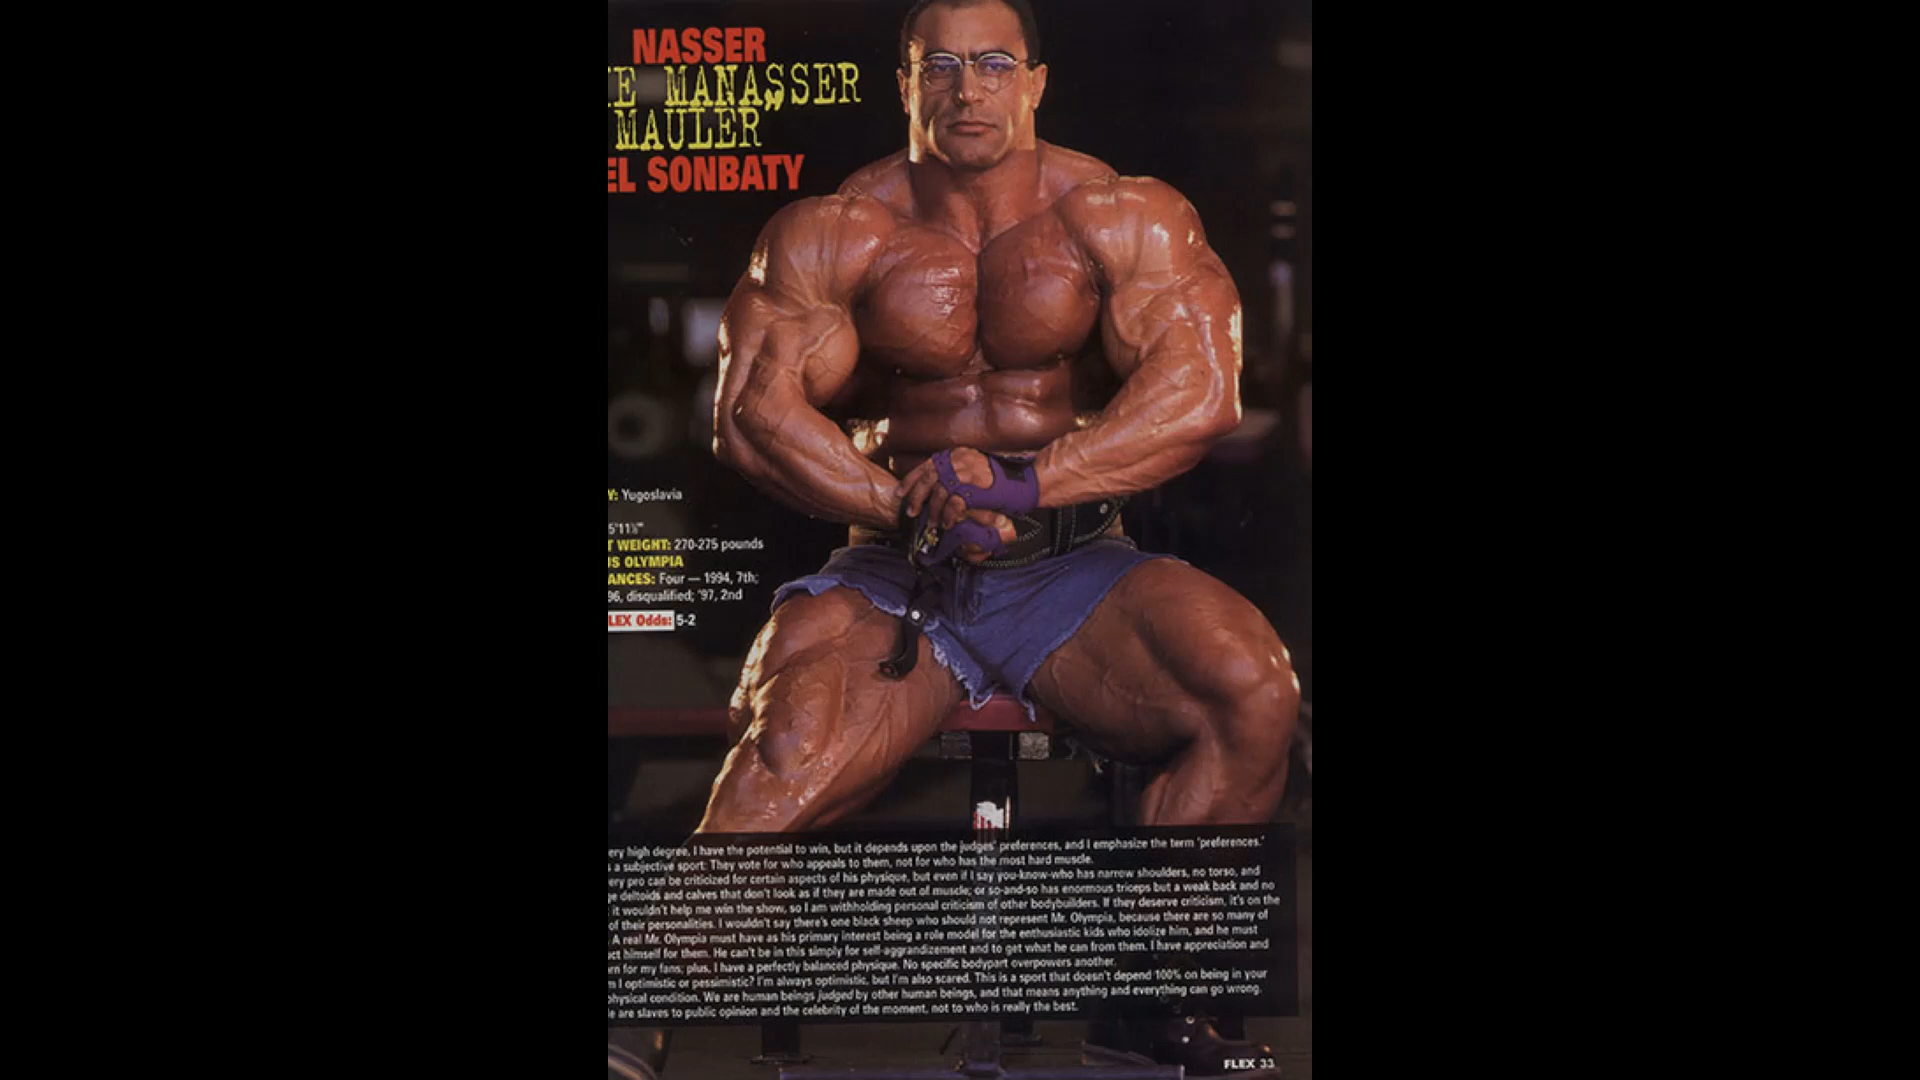 NASSER
E MANASSER
MAULER"
EL SONBATY
Y: Yugoslavia
5'11½"
T WEIGHT: 270-275 pounds
IS OLYMPIA
ANCES: Four — 1994, 7th;
96, disqualified; '97, 2nd
LEX Odds: 5-2
ery high degree, I have the potential to win, but it depends upon the judges' preferences, and I emphasize the term 'preferences.'
s a subjective sport: They vote for who appeals to them, not for who has the most hard muscle.
ery pro can be criticized for certain aspects of his physique, but even if I say you-know-who has narrow shoulders, no torso, and
ge deltoids and calves that don't look as if they are made out of muscle; or so-and-so has enormous triceps but a weak back and no
it wouldn't help me win the show, so I am withholding personal criticism of other bodybuilders. If they deserve criticism, it's on the
of their personalities. I wouldn't say there's one black sheep who should not represent Mr. Olympia, because there are so many of
. A real Mr. Olympia must have as his primary interest being a role model for the enthusiastic kids who idolize him, and he must
ct himself for them. He can't be in this simply for self-aggrandizement and to get what he can from them. I have appreciation and
rn for my fans; plus, I have a perfectly balanced physique. No specific bodypart overpowers another.
m I optimistic or pessimistic? I'm always optimistic, but I'm also scared. This is a sport that doesn't depend 100% on being in your
physical condition. We are human beings judged by other human beings, and that means anything and everything can go wrong.
e are slaves to public opinion and the celebrity of the moment, not to who is really the best.
FLEX 33